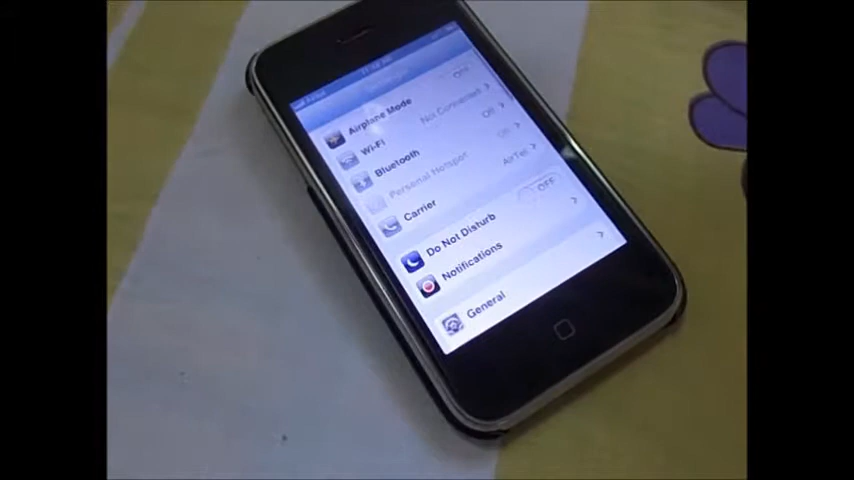 Airplane Mode OFF
Wi-Fi Not Connected
Bluetooth Off
Personal Hotspot Off
Carrier AirTel
Do Not Disturb OFF
Notifications
General